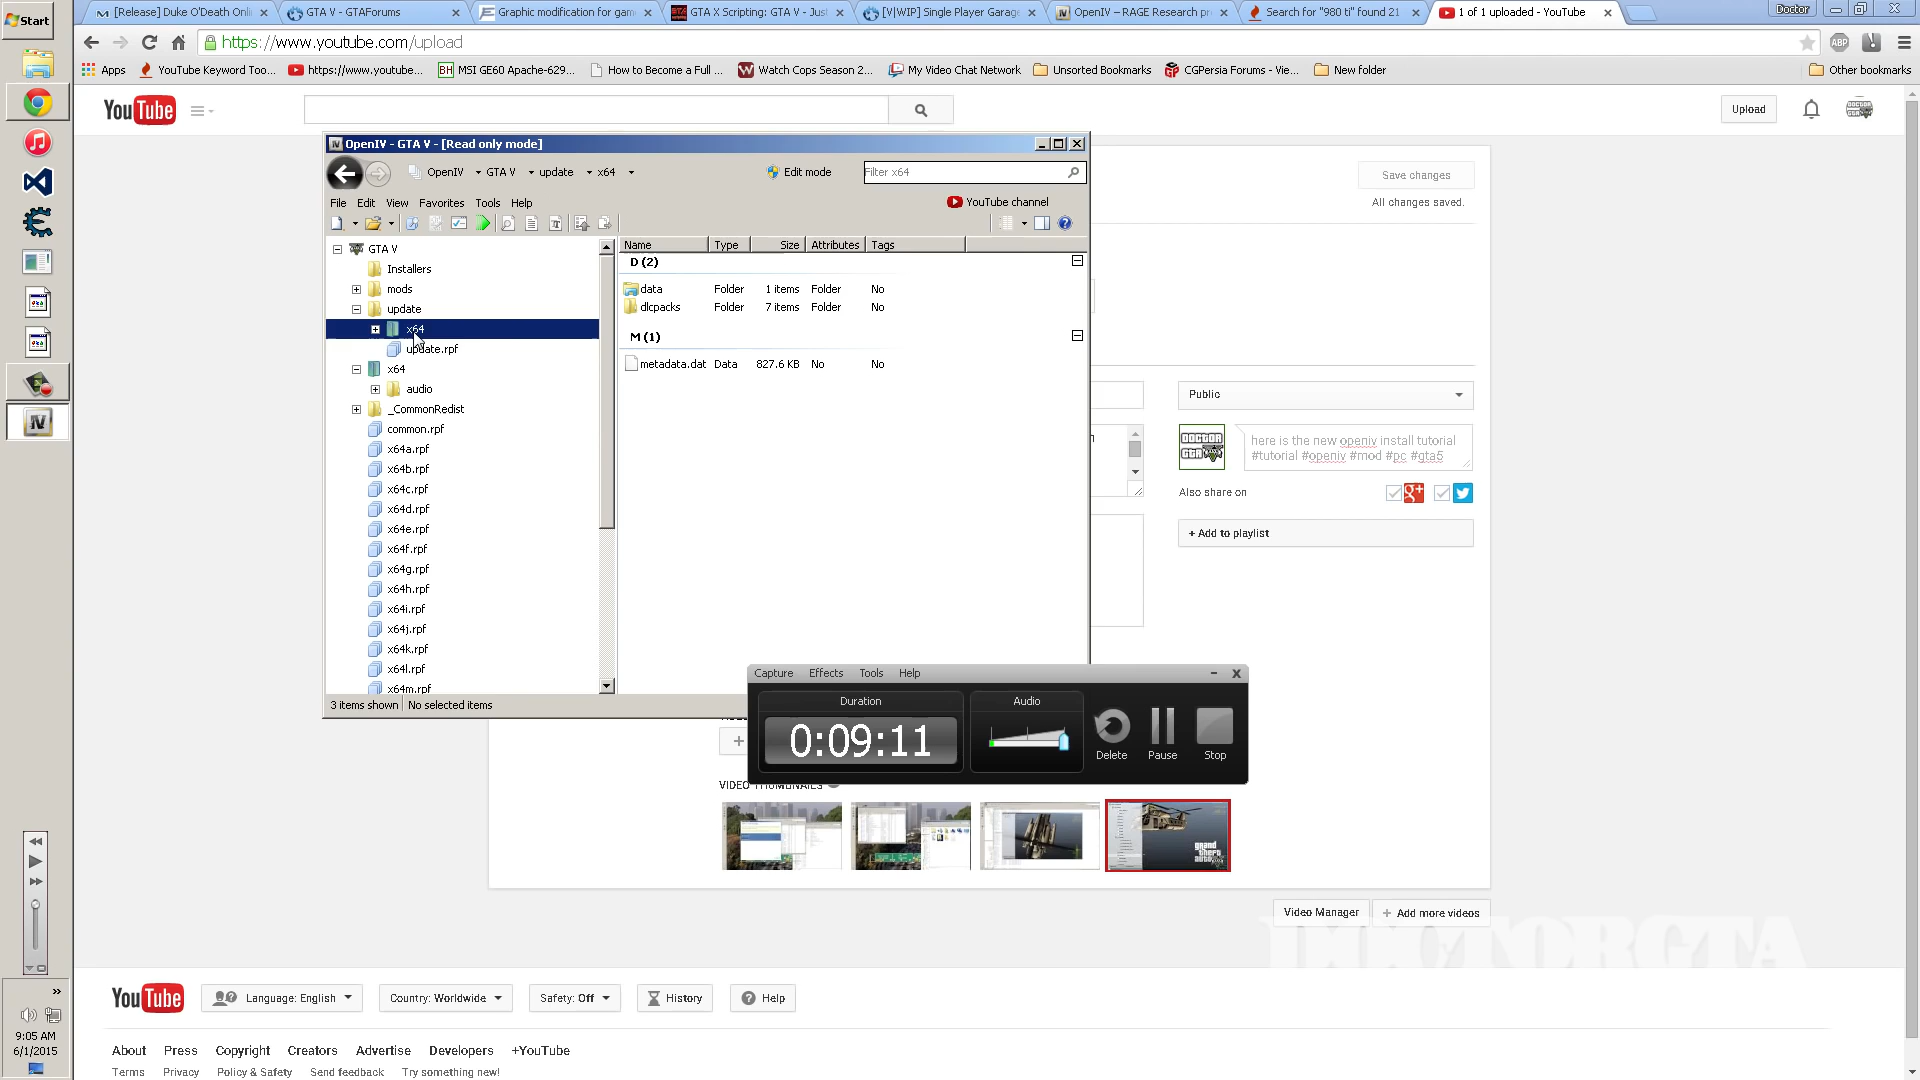 Start
[Release] Duke O'Death Onli
GTA V - GTAForums
Graphic modification for gam
GTA X Scripting: GTA V - Just
[V|WIP] Single Player Garage
OpenIV – RAGE Research pr
Search for "980 ti" found 21
1 of 1 uploaded - YouTube
Doctor
https://www.youtube.com/upload
ABP
Apps
YouTube Keyword Too...
https://www.youtube...
MSI GE60 Apache-629...
How to Become a Full ...
Watch Cops Season 2...
My Video Chat Network
Unsorted Bookmarks
CGPersia Forums - Vie...
New folder
Other bookmarks
YouTube
Upload
OpenIV - GTA V - [Read only mode]
OpenIV
GTA V
update
x64
Edit mode
Filter x64
File
Edit
View
Favorites
Tools
Help
YouTube channel
GTA V
Installers
mods
update
x64
update.rpf
x64
audio
_CommonRedist
common.rpf
x64a.rpf
x64b.rpf
x64c.rpf
x64d.rpf
x64e.rpf
x64f.rpf
x64g.rpf
x64h.rpf
x64i.rpf
x64j.rpf
x64k.rpf
x64l.rpf
x64m.rpf
Name
Type
Size
Attributes
Tags
D (2)
data
Folder
1 items
Folder
No
dlcpacks
Folder
7 items
Folder
No
M (1)
metadata.dat
Data
827.6 KB
No
No
3 items shown
No selected items
Save changes
All changes saved.
Public
DOCTOR
GTA
here is the new openiv install tutorial
#tutorial #openiv #mod #pc #gta5
Also share on
+ Add to playlist
Capture
Effects
Tools
Help
Duration
0:09:11
Audio
Delete
Pause
Stop
VIDEO THUMBNAILS
grand
theft
auto
Video Manager
+ Add more videos
YouTube
Language: English
Country: Worldwide
Safety: Off
History
Help
About
Press
Copyright
Creators
Advertise
Developers
+YouTube
Terms
Privacy
Policy & Safety
Send feedback
Try something new!
9:05 AM
6/1/2015